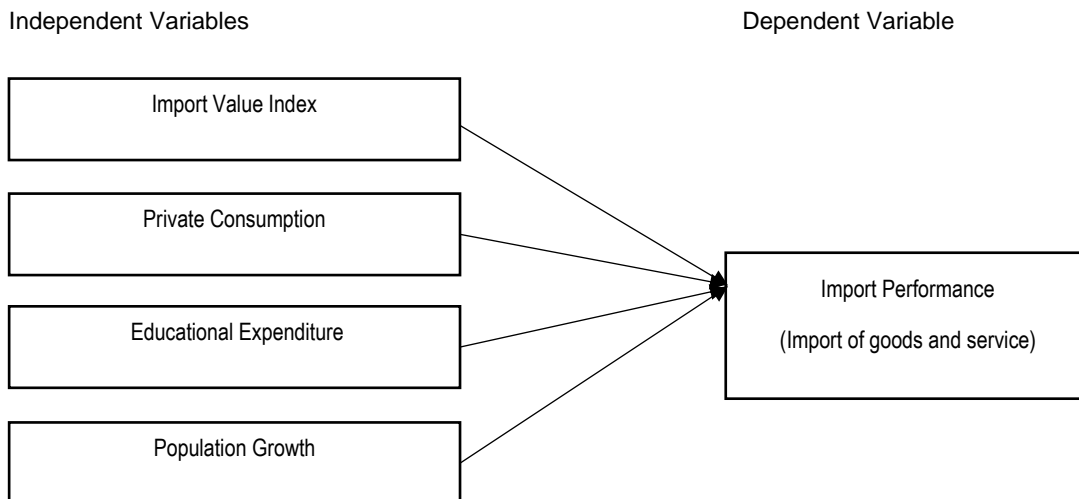 Independent Variables
Dependent Variable
Import Value Index
Private Consumption
Educational Expenditure
Population Growth
Import Performance
(Import of goods and service)